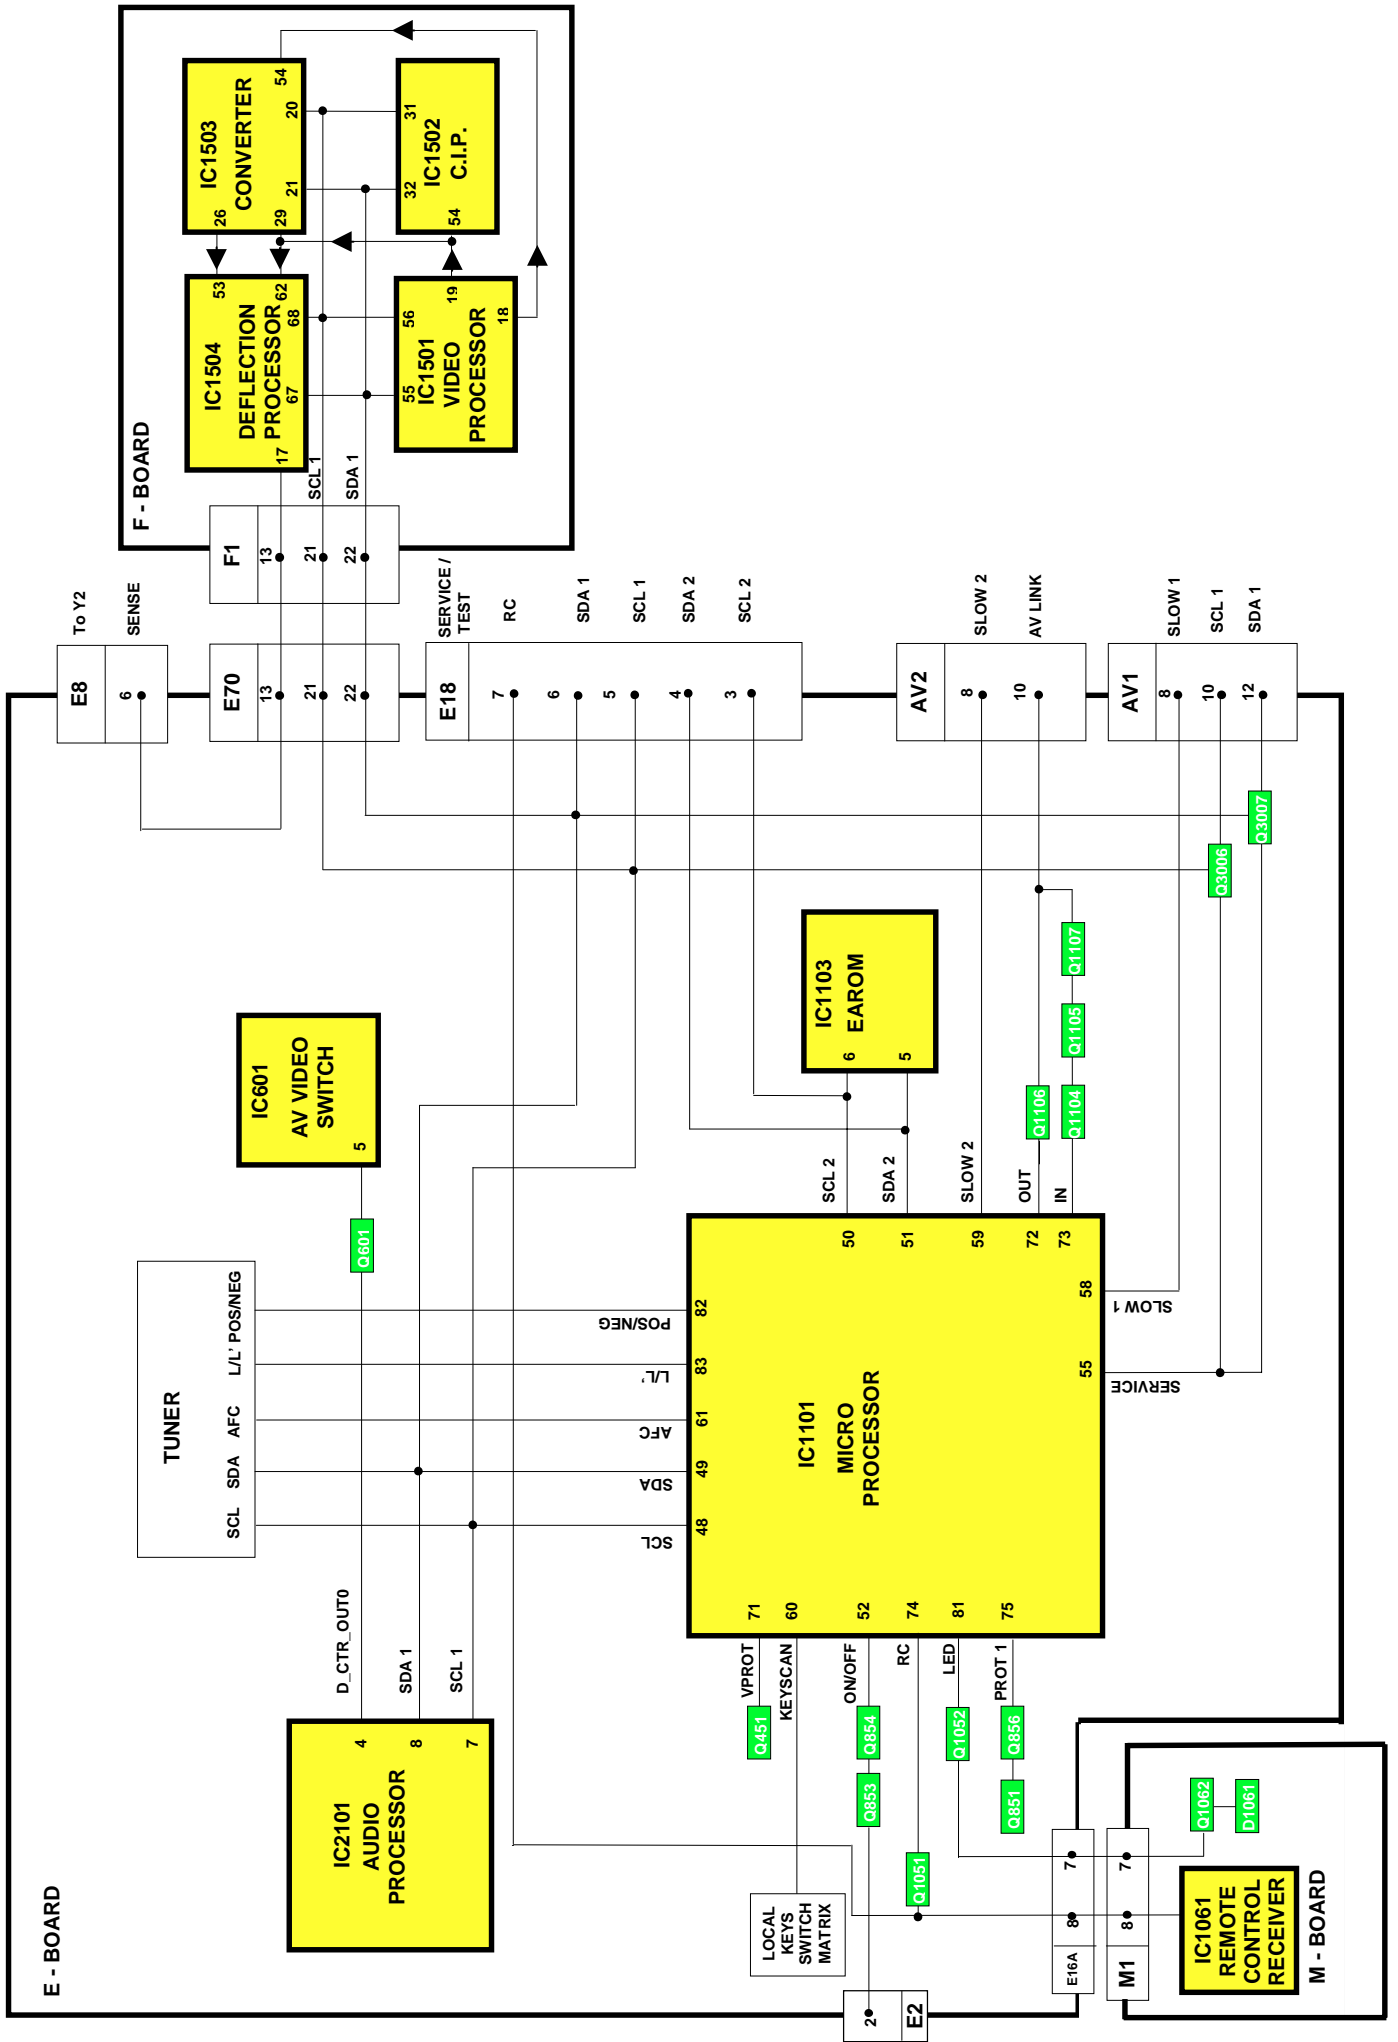 E - BOARD
IC2101
AUDIO
PROCESSOR
4
8
7
D_CTR_OUT0
SDA 1
SCL 1
TUNER
SCL
SDA
AFC
L/L'
POS/NEG
Q601
IC601
AV VIDEO
SWITCH
5
E8
6
To Y2
SENSE
E70
13
21
22
F1
13
21
22
F - BOARD
SCL 1
SDA 1
IC1504
DEFLECTION
PROCESSOR
17
53
62
68
67
IC1503
CONVERTER
26
29
21
20
54
IC1501
VIDEO
PROCESSOR
55
56
19
18
IC1502
C.I.P.
54
32
31
E18
7
6
5
4
3
SERVICE /
TEST
RC
SDA 1
SCL 1
SDA 2
SCL 2
AV2
8
10
SLOW 2
AV LINK
AV1
8
10
12
SLOW 1
SCL 1
SDA 1
Q3006
Q3007
IC1103
EAROM
6
5
Q1106
Q1104
Q1105
Q1107
SCL 2
SDA 2
SLOW 2
OUT
IN
IC1101
MICRO
PROCESSOR
48
49
61
83
82
SCL
SDA
AFC
L/L'
POS/NEG
50
51
59
72
73
58
55
SLOW 1
SERVICE
71
60
52
74
81
75
VPROT
KEYSCAN
ON/OFF
RC
LED
PROT 1
Q451
Q854
Q853
Q1051
Q1052
Q856
Q851
LOCAL
KEYS
SWITCH
MATRIX
2
E2
E16A
8
7
M1
8
7
Q1062
D1061
IC1061
REMOTE
CONTROL
RECEIVER
M - BOARD